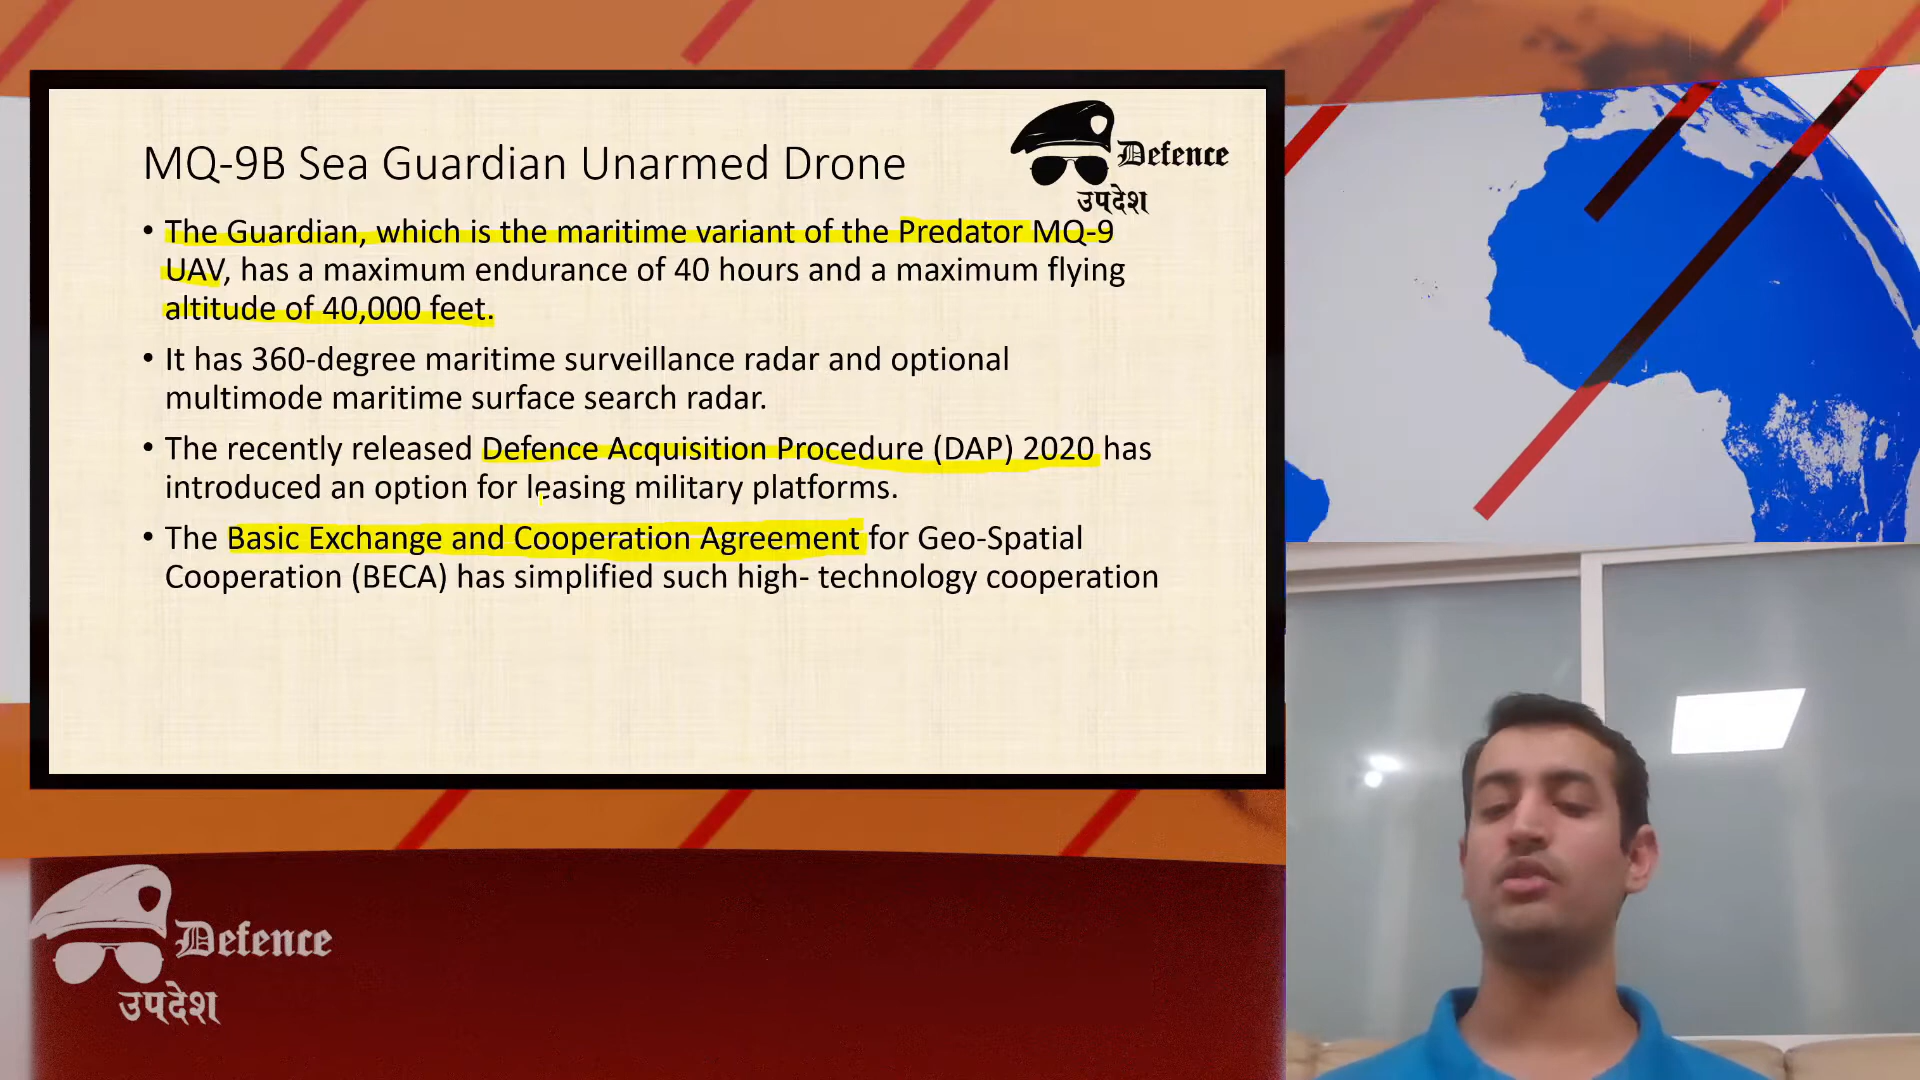 MQ-9B Sea Guardian Unarmed Drone
Defence
उपदेश
• The Guardian, which is the maritime variant of the Predator MQ-9
UAV, has a maximum endurance of 40 hours and a maximum flying
altitude of 40,000 feet.
• It has 360-degree maritime surveillance radar and optional
multimode maritime surface search radar.
• The recently released Defence Acquisition Procedure (DAP) 2020 has
introduced an option for leasing military platforms.
• The Basic Exchange and Cooperation Agreement for Geo-Spatial
Cooperation (BECA) has simplified such high- technology cooperation
Defence
उपदेश